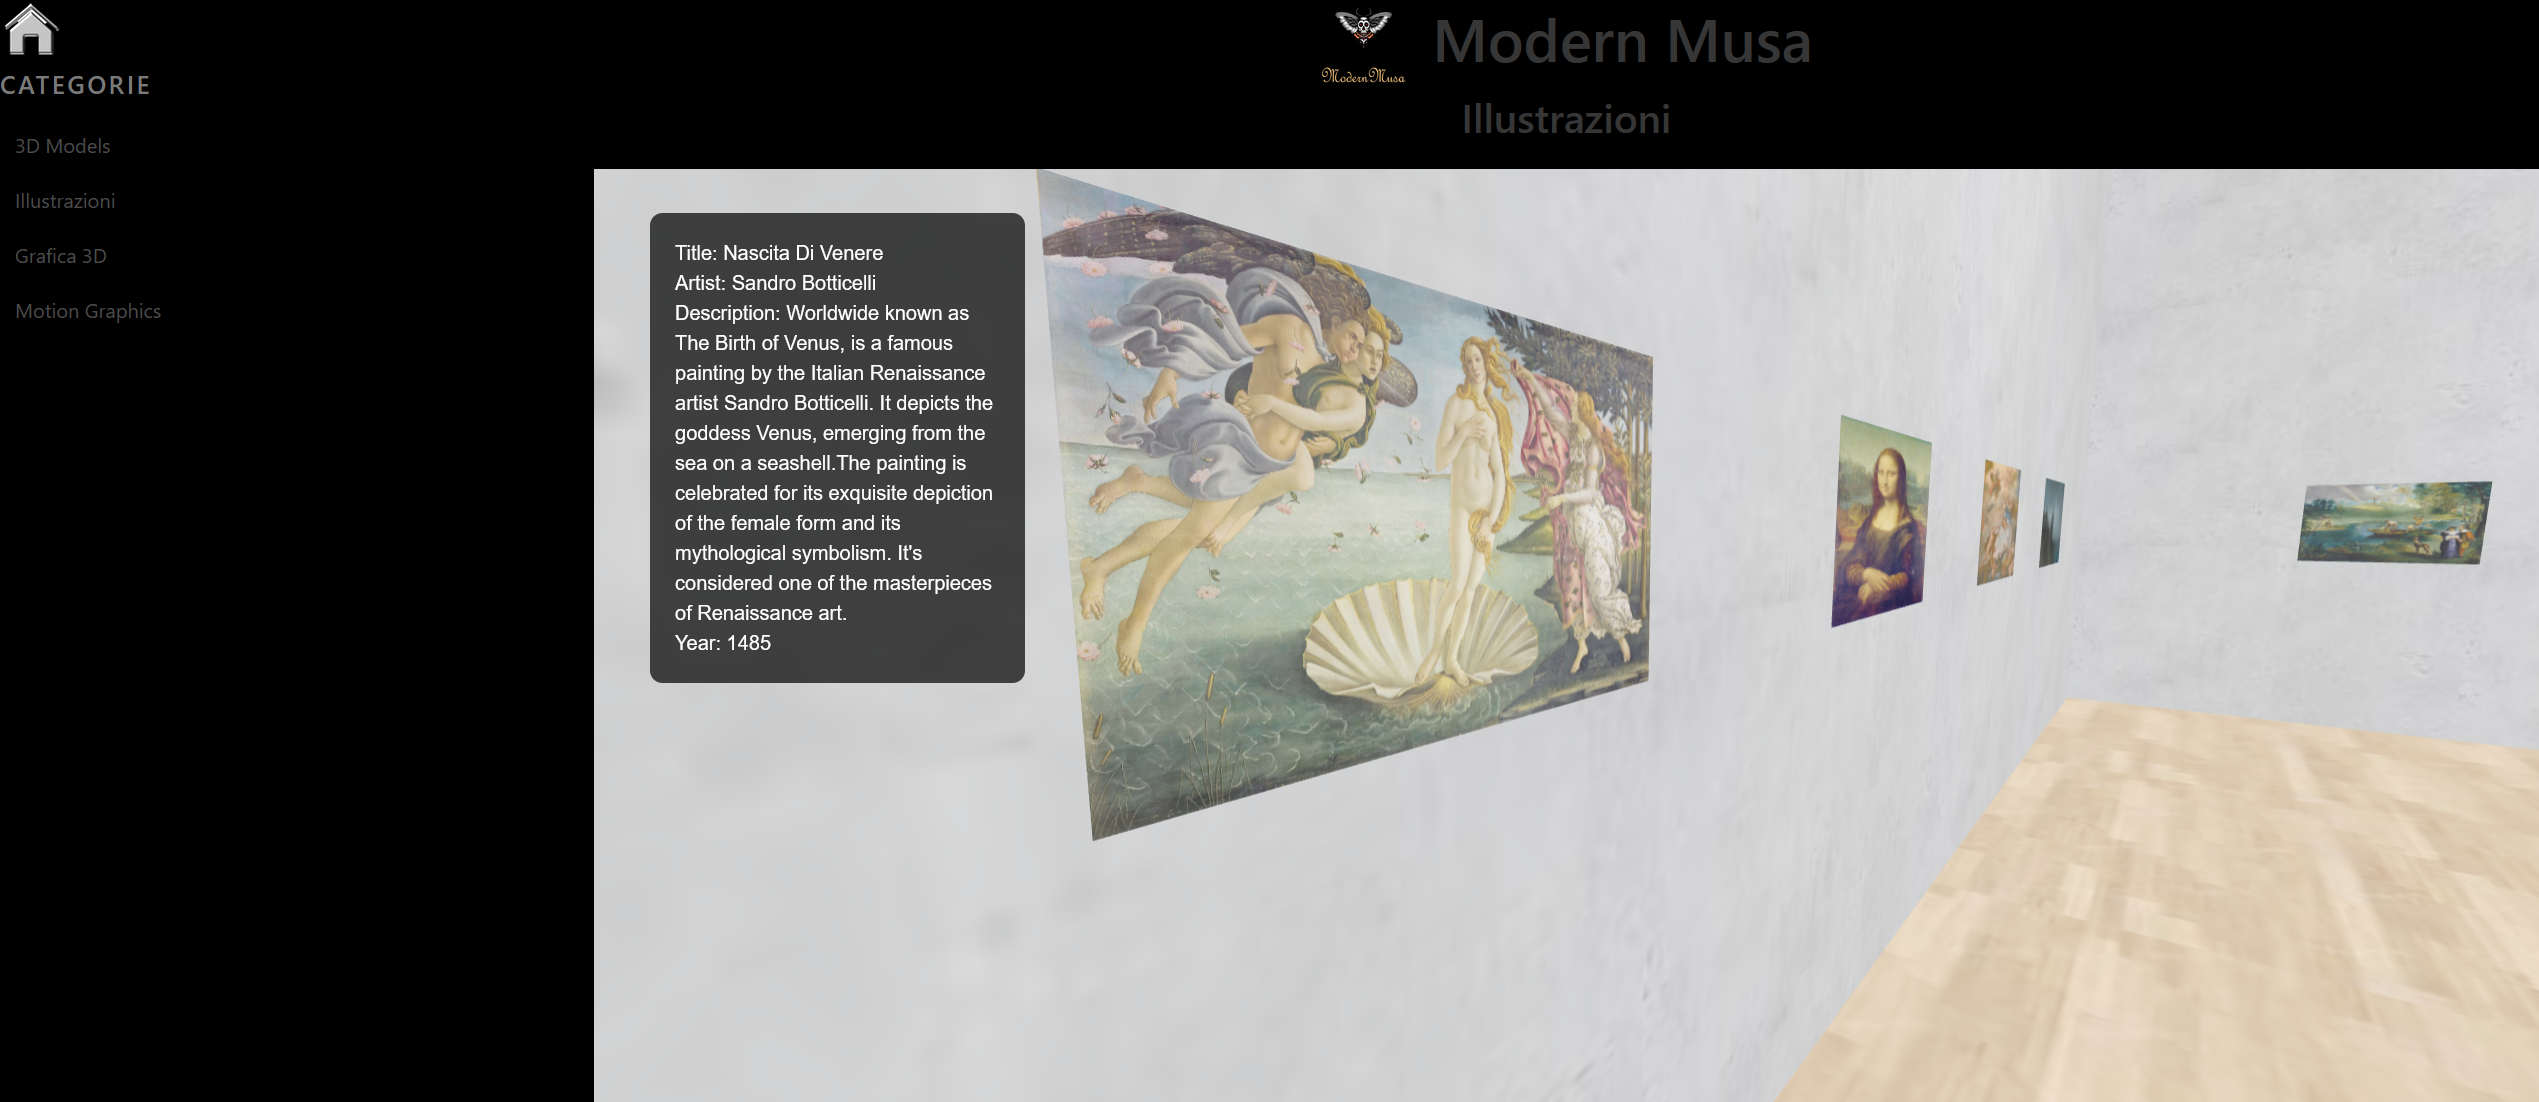 CATEGORIE
3D Models
Illustrazioni
Grafica 3D
Motion Graphics
ModernMusa
Modern Musa
Illustrazioni
Title: Nascita Di Venere
Artist: Sandro Botticelli
Description: Worldwide known as
The Birth of Venus, is a famous
painting by the Italian Renaissance
artist Sandro Botticelli. It depicts the
goddess Venus, emerging from the
sea on a seashell.The painting is
celebrated for its exquisite depiction
of the female form and its
mythological symbolism. It's
considered one of the masterpieces
of Renaissance art.
Year: 1485